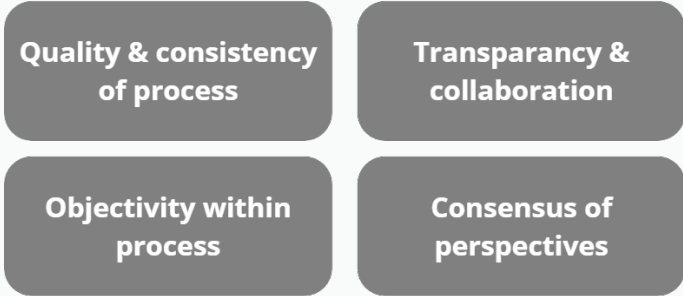 Quality & consistency
of process
Transparancy &
collaboration
Objectivity within
process
Consensus of
perspectives